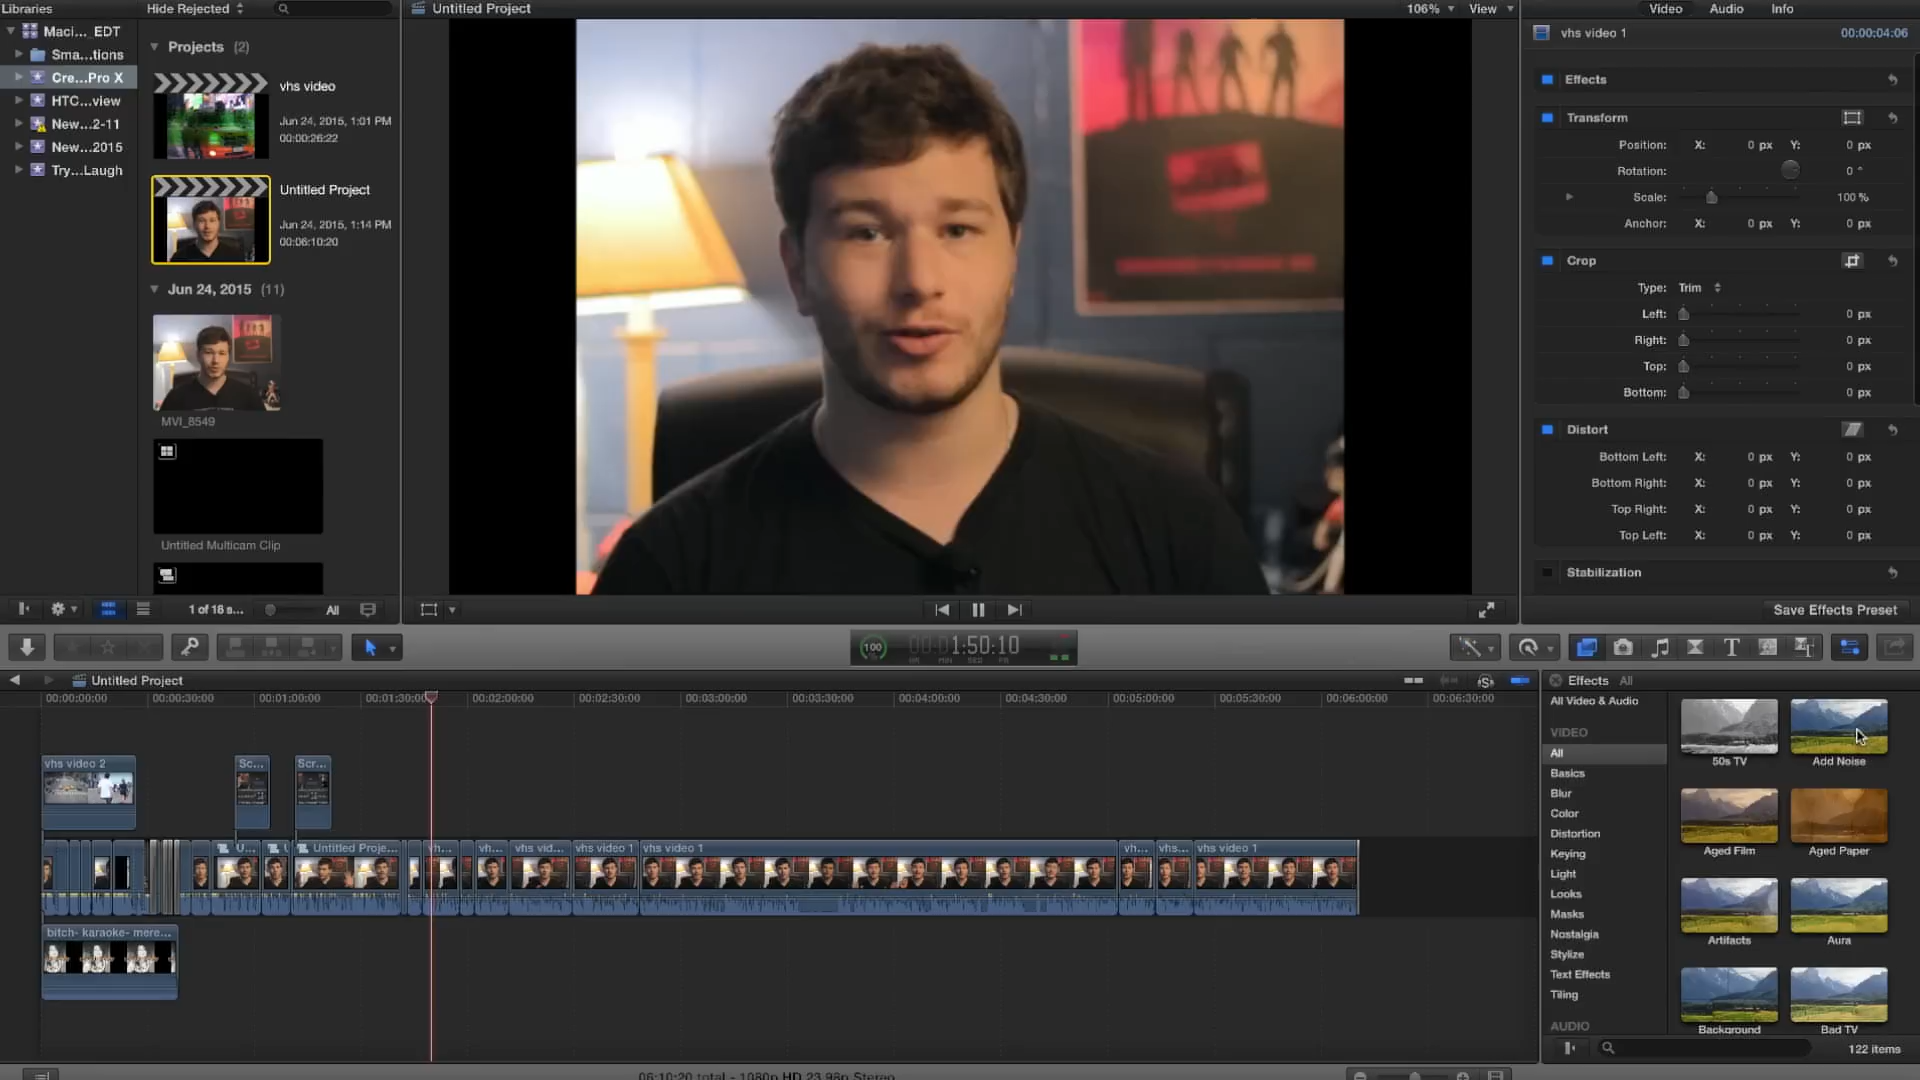 Libraries
Hide Rejected
Untitled Project
106%
View
Video
Audio
Info
Maci..._EDT
Sma...tions
Cre...Pro X
HTC...view
New...2-11
New...2015
Try...Laugh
Projects (2)
vhs video
Jun 24, 2015, 1:01 PM
00:00:26:22
Untitled Project
Jun 24, 2015, 1:14 PM
00:06:10:20
Jun 24, 2015 (11)
MVI_8549
Untitled Multicam Clip
1 of 18 s...
All
vhs video 1
00:00:04:06
Effects
Transform
Position: X: 0 px Y: 0 px
Rotation: 0 °
Scale: 100 %
Anchor: X: 0 px Y: 0 px
Crop
Type: Trim
Left: 0 px
Right: 0 px
Top: 0 px
Bottom: 0 px
Distort
Bottom Left: X: 0 px Y: 0 px
Bottom Right: X: 0 px Y: 0 px
Top Right: X: 0 px Y: 0 px
Top Left: X: 0 px Y: 0 px
Stabilization
Save Effects Preset
100
1:50:10
HR MIN SEC FR
Untitled Project
00:00:00:00
00:00:30:00
00:01:00:00
00:01:30:00
00:02:00:00
00:02:30:00
00:03:00:00
00:03:30:00
00:04:00:00
00:04:30:00
00:05:00:00
00:05:30:00
00:06:00:00
00:06:30:00
vhs video 2
Sc...
Scr...
U...
Untitled Proje...
vh...
vh...
vhs vid...
vhs video 1
vhs video 1
vh...
vhs...
vhs video 1
bitch- karaoke- mere...
06:10:20 total - 1080p HD 23.98p Stereo
Effects All
All Video & Audio
VIDEO
All
Basics
Blur
Color
Distortion
Keying
Light
Looks
Masks
Nostalgia
Stylize
Text Effects
Tiling
AUDIO
50s TV
Add Noise
Aged Film
Aged Paper
Artifacts
Aura
Background
Bad TV
122 items